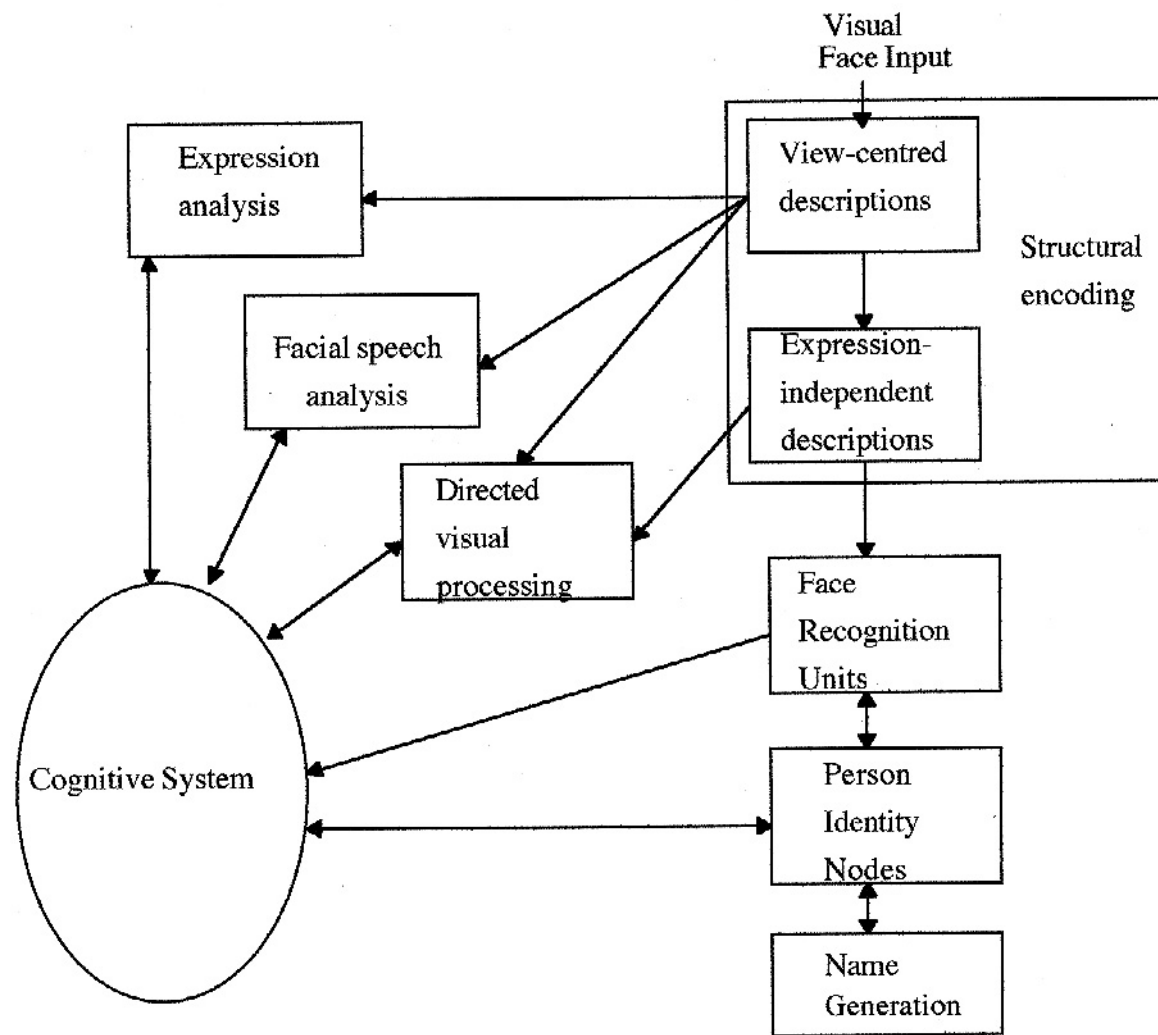 Visual
Face Input
View-centred
descriptions
Expression
analysis
Structural
encoding
Facial speech
analysis
Expression-
independent
descriptions
Directed
visual
processing
Face
Recognition
Units
Cognitive System
Person
Identity
Nodes
Name
Generation